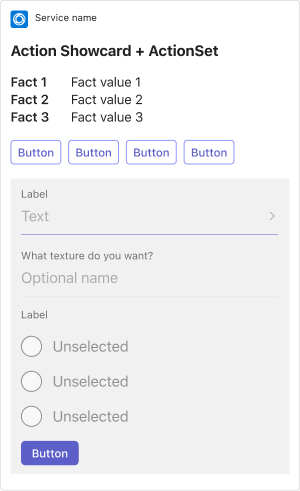 Service name
Action Showcard + ActionSet
Fact 1 Fact value 1
Fact 2 Fact value 2
Fact 3 Fact value 3
Button Button Button Button
Label
Text
What texture do you want?
Optional name
Label
Unselected
Unselected
Unselected
Button